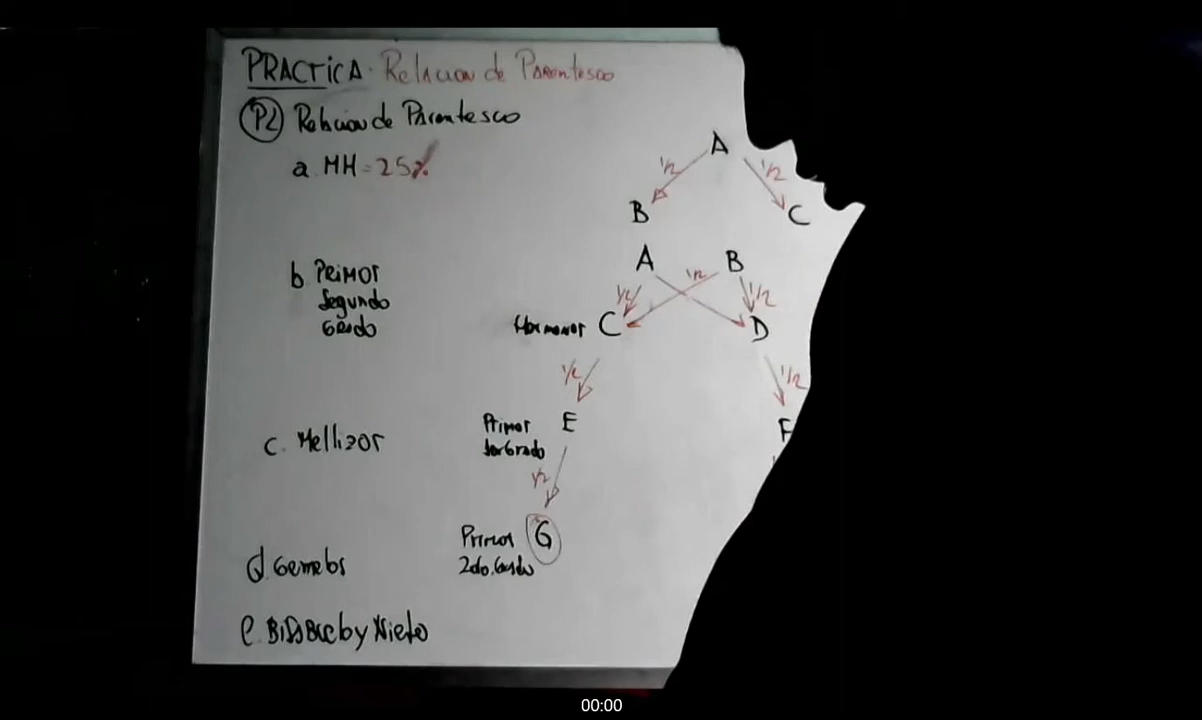 PRACTICA. Relacion de Parentesco
P2 Relacion de Parentesco
a. MH = 25%
A
1/2 1/2
B C
A B
b Primos
Segundo
Grado
1/2 1/2 1/2
Hermanos C D
1/2 1/2
Primos E F
1er Grado
c. Mellizos
1/2
Primos G
2do. Grado
d. Gemelos
e. Bisabuelo y Nieto
00:00